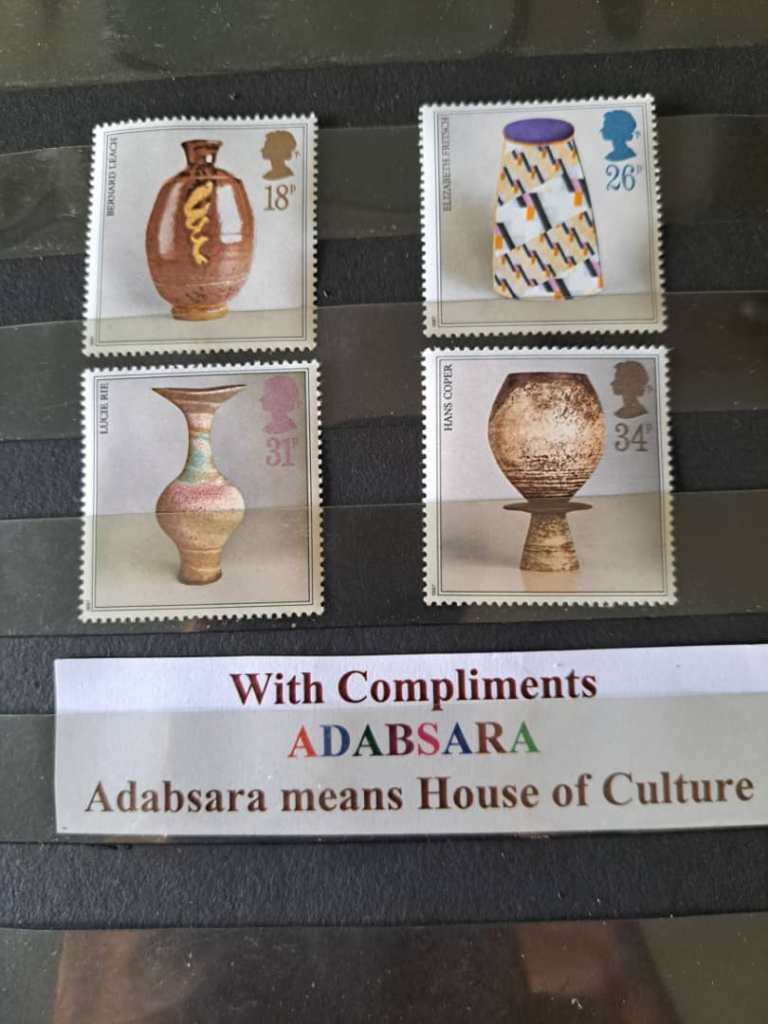 BERNARD LEACH
18P
ELIZABETH FRITSCH
26P
LUCIE RIE
31P
HANS COPER
34P
With Compliments
ADABSARA
Adabsara means House of Culture